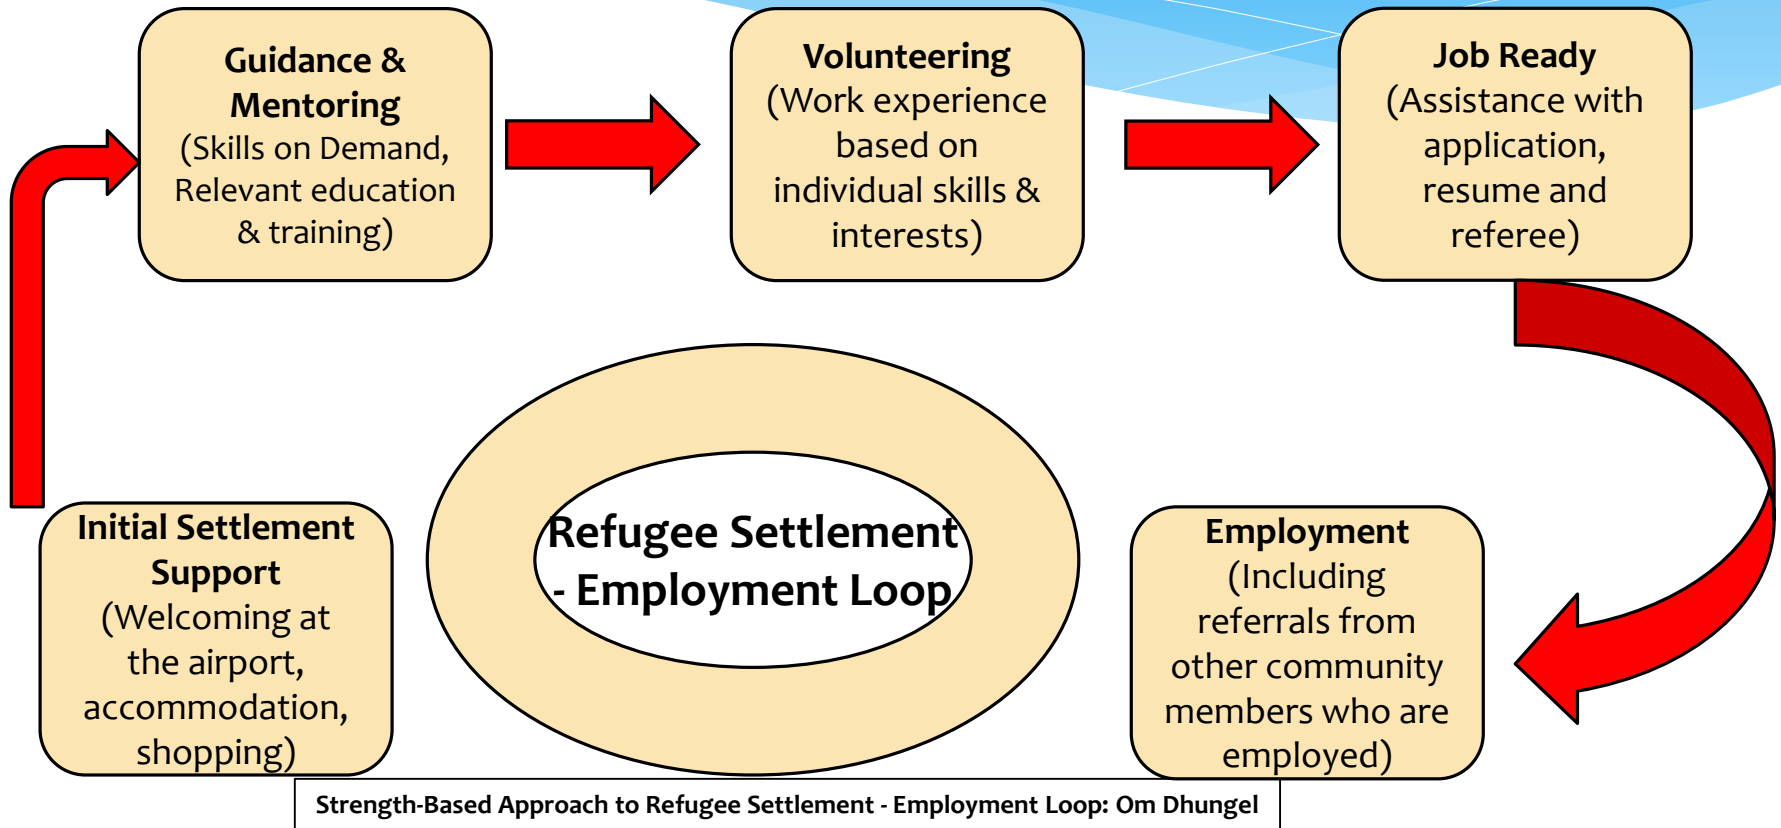 Guidance &
Mentoring
(Skills on Demand,
Relevant education
& training)
Volunteering
(Work experience
based on
individual skills &
interests)
Job Ready
(Assistance with
application,
resume and
referee)
Initial Settlement
Support
(Welcoming at
the airport,
accommodation,
shopping)
Refugee Settlement
- Employment Loop
Employment
(Including
referrals from
other community
members who are
employed)
Strength-Based Approach to Refugee Settlement - Employment Loop: Om Dhungel